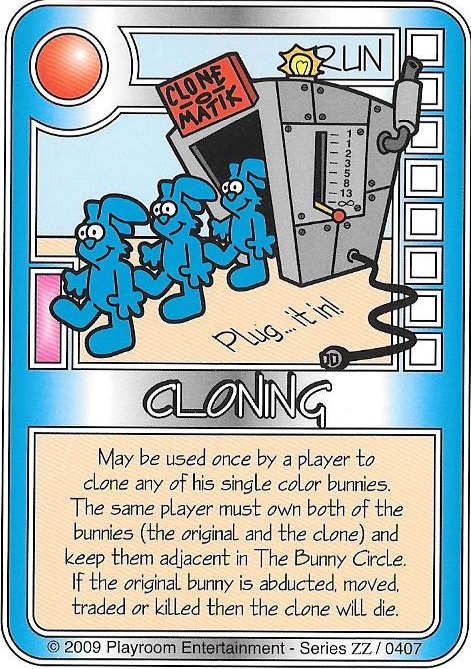 RUN
CLONE
-O-
MATIK
1
1
2
3
5
8
13
∞
Plug...it in!
CLONING
May be used once by a player to
clone any of his single color bunnies.
The same player must own both of the
bunnies (the original and the clone) and
keep them adjacent in The Bunny Circle.
If the original bunny is abducted, moved,
traded or killed then the clone will die.
© 2009 Playroom Entertainment - Series ZZ / 0407